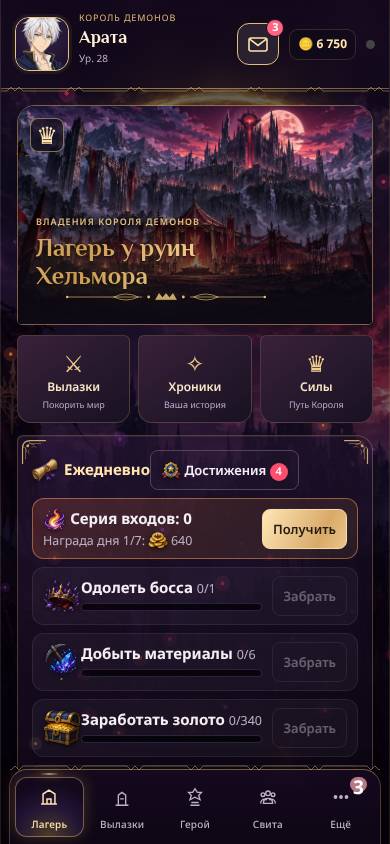 КОРОЛЬ ДЕМОНОВ
Арата
Ур. 28
3
6 750
ВЛАДЕНИЯ КОРОЛЯ ДЕМОНОВ
Лагерь у руин
Хельмора
Вылазки
Покорить мир
Хроники
Ваша история
Силы
Путь Короля
Ежедневно
Достижения 4
Серия входов: 0
Награда дня 1/7: 640
Получить
Одолеть босса 0/1
Забрать
Добыть материалы 0/6
Забрать
Заработать золото 0/340
Забрать
Лагерь
Вылазки
Герой
Свита
Ещё
3